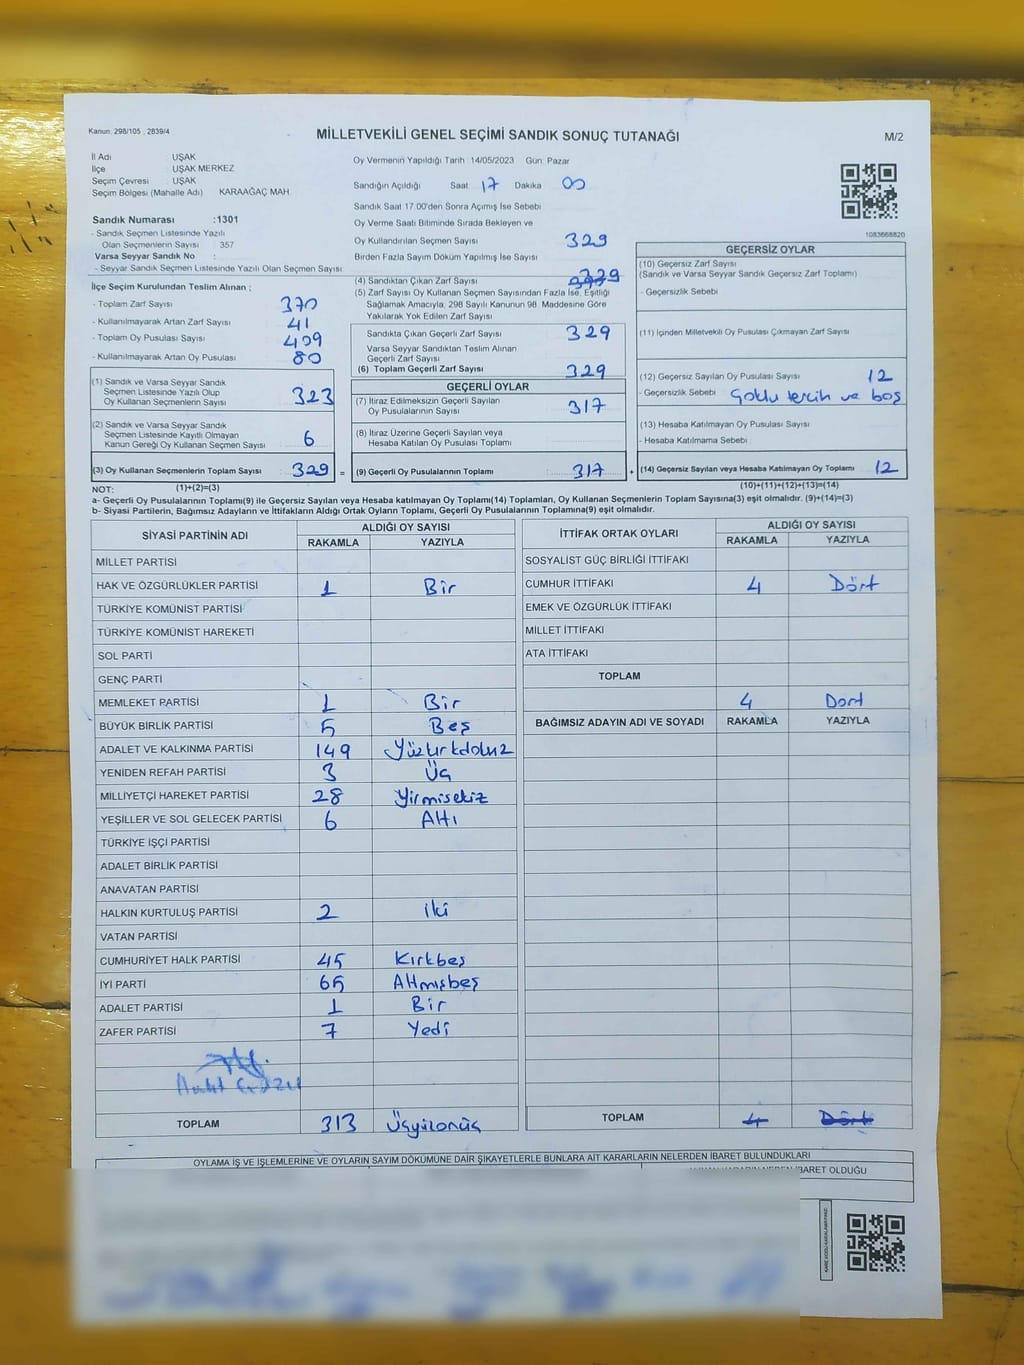 Kanun, 298/105 , 2839/4
MİLLETVEKİLİ GENEL SEÇİMİ SANDIK SONUÇ TUTANAĞI
M/2
İl Adı UŞAK
İlçe UŞAK MERKEZ
Seçim Çevresi UŞAK
Seçim Bölgesi (Mahalle Adı) KARAAĞAÇ MAH.
Sandık Numarası :1301
- Sandık Seçmen Listesinde Yazılı
Olan Seçmenlerin Sayısı 357
Varsa Seyyar Sandık No :
- Seyyar Sandık Seçmen Listesinde Yazılı Olan Seçmen Sayısı
İlçe Seçim Kurulundan Teslim Alınan ;
- Toplam Zarf Sayısı 370
- Kullanılmayarak Artan Zarf Sayısı 41
- Toplam Oy Pusulası Sayısı 409
- Kullanılmayarak Artan Oy Pusulası 80
(1) Sandık ve Varsa Seyyar Sandık
Seçmen Listesinde Yazılı Olup
Oy Kullanan Seçmenlerin Sayısı 323
(2) Sandık ve Varsa Seyyar Sandık
Seçmen Listesinde Kayıtlı Olmayan
Kanun Gereği Oy Kullanan Seçmen Sayısı 6
(3) Oy Kullanan Seçmenlerin Toplam Sayısı 329 =
Oy Vermenin Yapıldığı Tarih 14/05/2023 Gün: Pazar
Sandığın Açıldığı Saat 17 Dakika 00
Sandık Saat 17:00'den Sonra Açımış İse Sebebi
Oy Verme Saati Bitiminde Sırada Bekleyen ve
Oy Kullandırılan Seçmen Sayısı 329
Birden Fazla Sayım Döküm Yapılmış İse Sayısı
(4) Sandıktan Çıkan Zarf Sayısı 329
(5) Zarf Sayısı Oy Kullanan Seçmen Sayısından Fazla İse, Eşitliği
Sağlamak Amacıyla, 298 Sayılı Kanunun 98. Maddesine Göre
Yakılarak Yok Edilen Zarf Sayısı
Sandıkta Çıkan Geçerli Zarf Sayısı 329
Varsa Seyyar Sandıktan Teslim Alınan
Geçerli Zarf Sayısı
(6) Toplam Geçerli Zarf Sayısı 329
GEÇERLİ OYLAR
(7) İtiraz Edilmeksizin Geçerli Sayılan
Oy Pusulalarının Sayısı 317
(8) İtiraz Üzerine Geçerli Sayılan veya
Hesaba Katılan Oy Pusulası Toplamı
(9) Geçerli Oy Pusulalarının Toplamı 317 +
1083668820
GEÇERSİZ OYLAR
(10) Geçersiz Zarf Sayısı
(Sandık ve Varsa Seyyar Sandık Geçersiz Zarf Toplamı)
- Geçersizlik Sebebi
(11) İçinden Milletvekili Oy Pusulası Çıkmayan Zarf Sayısı
(12) Geçersiz Sayılan Oy Pusulası Sayısı 12
- Geçersizlik Sebebi Çoklu tercih ve boş
(13) Hesaba Katılmayan Oy Pusulası Sayısı
- Hesaba Katılmama Sebebi
(14) Geçersiz Sayılan veya Hesaba Katılmayan Oy Toplamı 12
NOT: (1)+(2)=(3) (10)+(11)+(12)+(13)=(14)
a- Geçerli Oy Pusulalarının Toplamı(9) ile Geçersiz Sayılan veya Hesaba katılmayan Oy Toplamı(14) Toplamları, Oy Kullanan Seçmenlerin Toplam Sayısına(3) eşit olmalıdır. (9)+(14)=(3)
b- Siyasi Partilerin, Bağımsız Adayların ve İttifakların Aldığı Ortak Oyların Toplamı, Geçerli Oy Pusulalarının Toplamına(9) eşit olmalıdır.
SİYASİ PARTİNİN ADI ALDIĞI OY SAYISI
RAKAMLA YAZIYLA
MİLLET PARTİSİ
HAK VE ÖZGÜRLÜKLER PARTİSİ 1 Bir
TÜRKİYE KOMÜNİST PARTİSİ
TÜRKİYE KOMÜNİST HAREKETİ
SOL PARTİ
GENÇ PARTİ
MEMLEKET PARTİSİ 1 Bir
BÜYÜK BİRLİK PARTİSİ 5 Beş
ADALET VE KALKINMA PARTİSİ 149 Yüzkırkdokuz
YENİDEN REFAH PARTİSİ 3 Üç
MİLLİYETÇİ HAREKET PARTİSİ 28 Yirmisekiz
YEŞİLLER VE SOL GELECEK PARTİSİ 6 Altı
TÜRKİYE İŞÇİ PARTİSİ
ADALET BİRLİK PARTİSİ
ANAVATAN PARTİSİ
HALKIN KURTULUŞ PARTİSİ 2 iki
VATAN PARTİSİ
CUMHURİYET HALK PARTİSİ 45 Kırkbeş
İYİ PARTİ 65 Altmışbeş
ADALET PARTİSİ 1 Bir
ZAFER PARTİSİ 7 Yedi
TOPLAM 313 Üçyüzonüç
İTTİFAK ORTAK OYLARI ALDIĞI OY SAYISI
RAKAMLA YAZIYLA
SOSYALİST GÜÇ BİRLİĞİ İTTİFAKI
CUMHUR İTTİFAKI 4 Dört
EMEK VE ÖZGÜRLÜK İTTİFAKI
MİLLET İTTİFAKI
ATA İTTİFAKI
TOPLAM
4 Dört
BAĞIMSIZ ADAYIN ADI VE SOYADI RAKAMLA YAZIYLA
TOPLAM 4 Dört
OYLAMA İŞ VE İŞLEMLERİNE VE OYLARIN SAYIM DÖKÜMÜNE DAİR ŞİKAYETLERLE BUNLARA AİT KARARLARIN NELERDEN İBARET BULUNDUKLARI
İBARET OLDUĞU